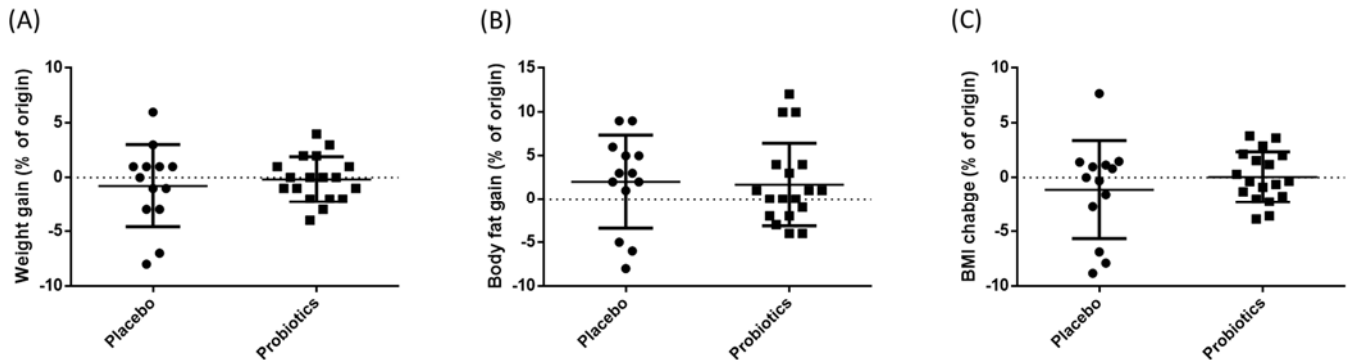 (A)
Weight gain (% of origin)
10
5
0
-5
-10
Placebo
Probiotics
(B)
Body fat gain (% of origin)
15
10
5
0
-5
-10
Placebo
Probiotics
(C)
BMI chabge (% of origin)
10
5
0
-5
-10
Placebo
Probiotics